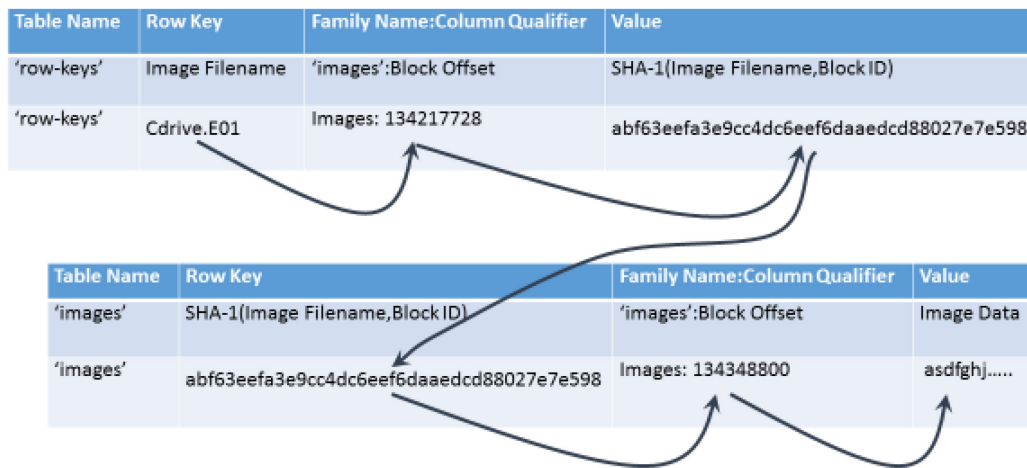 Table Name Row Key Family Name:Column Qualifier Value
'row-keys' Image Filename 'images':Block Offset SHA-1(Image Filename,Block ID)
'row-keys' Cdrive.E01 Images: 134217728 abf63eefa3e9cc4dc6eef6daaedcd88027e7e598
Table Name Row Key Family Name:Column Qualifier Value
'images' SHA-1(Image Filename,Block ID) 'images':Block Offset Image Data
'images' abf63eefa3e9cc4dc6eef6daaedcd88027e7e598 Images: 134348800 asdfghj.....